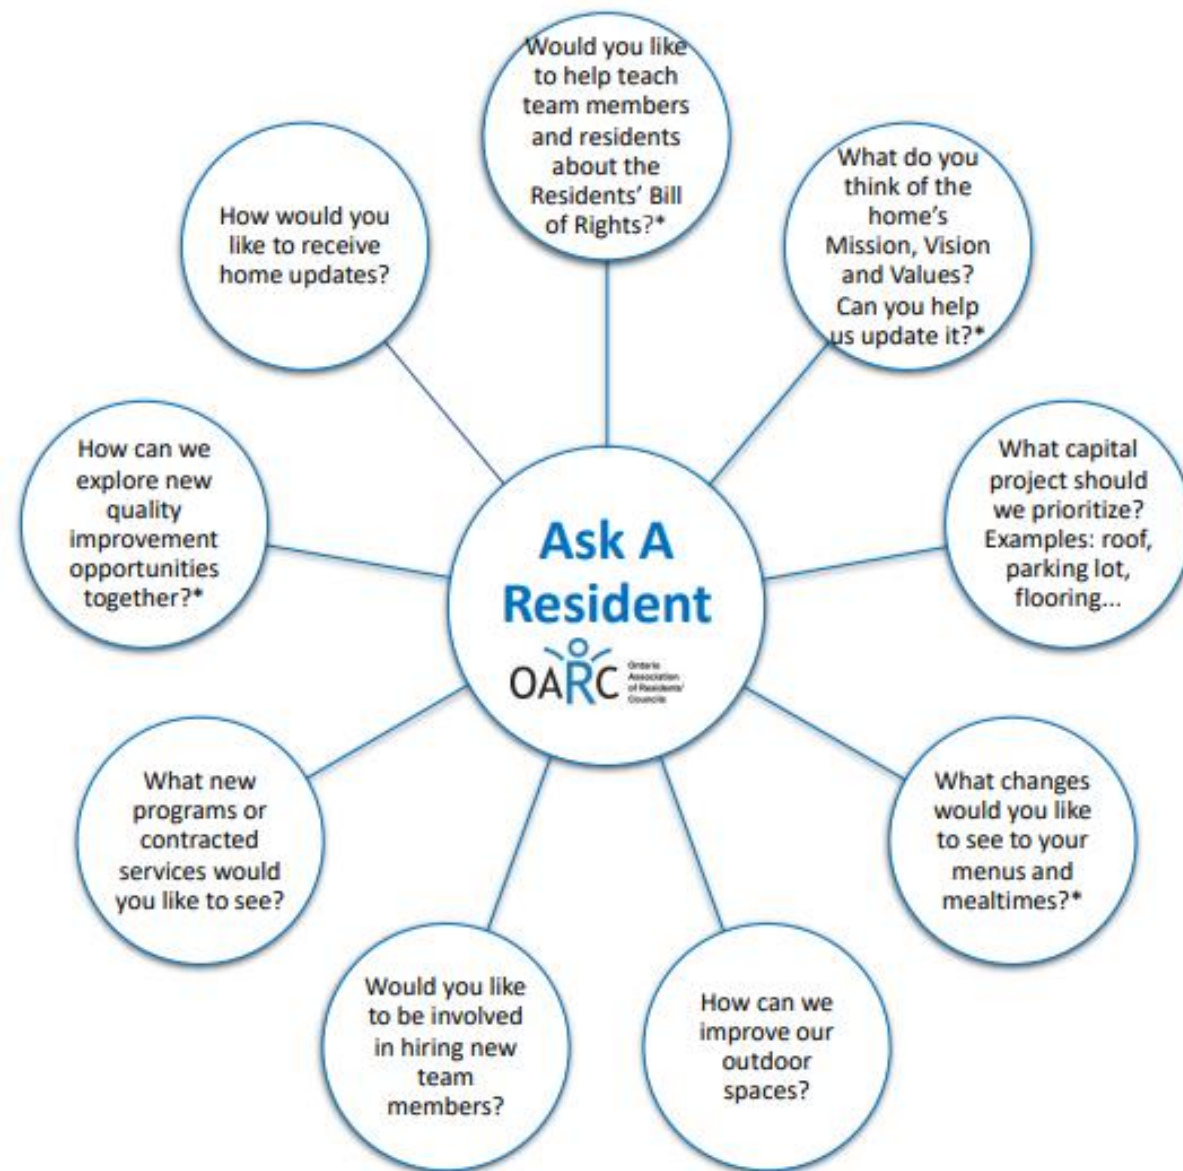 Would you like
to help teach
team members
and residents
about the
Residents' Bill
of Rights?*
What do you
think of the
home's
Mission, Vision
and Values?
Can you help
us update it?*
What capital
project should
we prioritize?
Examples: roof,
parking lot,
flooring...
What changes
would you like
to see to your
menus and
mealtimes?*
How can we
improve our
outdoor
spaces?
Would you like
to be involved
in hiring new
team
members?
What new
programs or
contracted
services would
you like to see?
How can we
explore new
quality
improvement
opportunities
together?*
How would you
like to receive
home updates?
Ask A
Resident
OARC
Ontario
Association
of Residents'
Councils